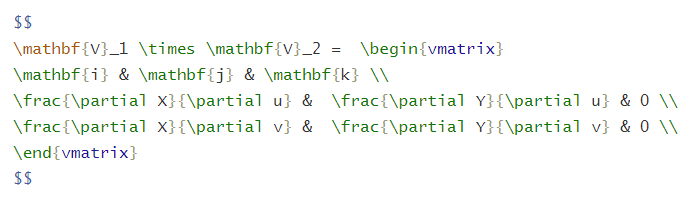 $$
\mathbf{V}_1 \times \mathbf{V}_2 =  \begin{vmatrix}
\mathbf{i} & \mathbf{j} & \mathbf{k} \\
\frac{\partial X}{\partial u} &  \frac{\partial Y}{\partial u} & 0 \\
\frac{\partial X}{\partial v} &  \frac{\partial Y}{\partial v} & 0 \\
\end{vmatrix}
$$